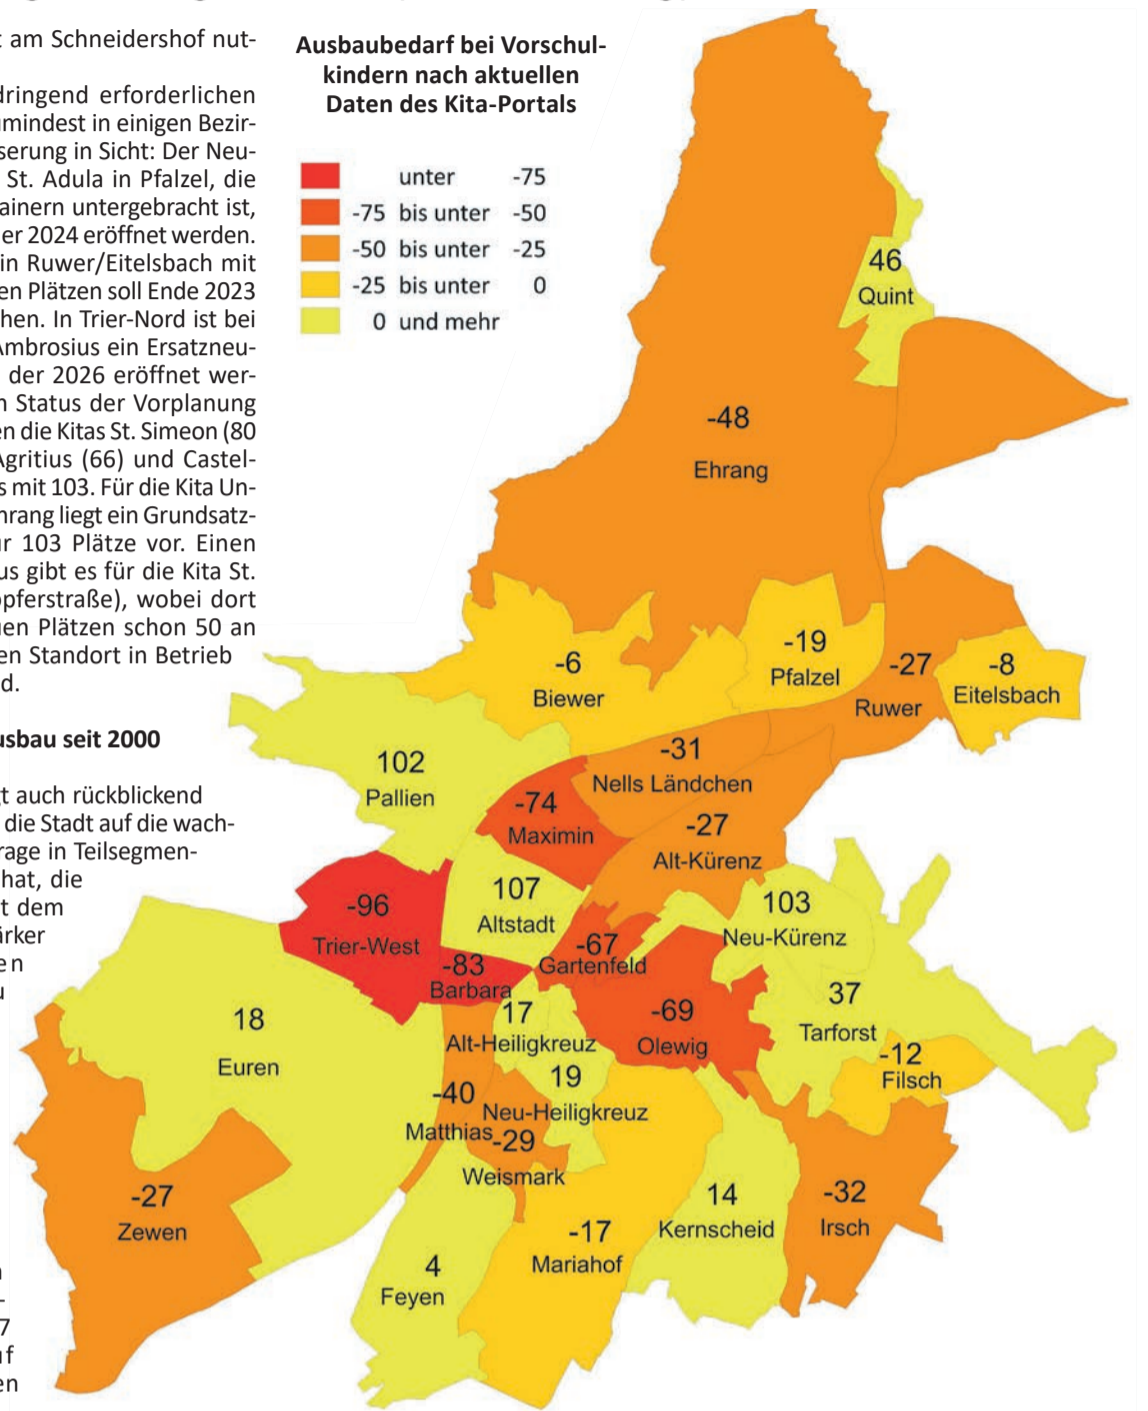 t am Schneidershof nut-
dringend erforderlichen
mindest in einigen Bezir-
serung in Sicht: Der Neu-
St. Adula in Pfalzel, die
ainern untergebracht ist,
er 2024 eröffnet werden.
in Ruwer/Eitelsbach mit
en Plätzen soll Ende 2023
hen. In Trier-Nord ist bei
Ambrosius ein Ersatzneu-
der 2026 eröffnet wer-
n Status der Vorplanung
en die Kitas St. Simeon (80
Agritius (66) und Castel-
s mit 103. Für die Kita Un-
hrang liegt ein Grundsatz-
r 103 Plätze vor. Einen
us gibt es für die Kita St.
opferstraße), wobei dort
en Plätzen schon 50 an
en Standort in Betrieb
d.
usbau seit 2000
t auch rückblickend
die Stadt auf die wach-
rage in Teilsegmen-
hat, die
t dem
ärker
en
Ausbaubedarf bei Vorschul-
kindern nach aktuellen
Daten des Kita-Portals
unter -75
-75 bis unter -50
-50 bis unter -25
-25 bis unter 0
0 und mehr
46
Quint
-48
Ehrang
-6
Biewer
-19
Pfalzel
-27
Ruwer
-8
Eitelsbach
102
Pallien
-31
Nells Ländchen
-74
Maximin
-27
Alt-Kürenz
-96
Trier-West
107
Altstadt
103
Neu-Kürenz
-67
Gartenfeld
-83
Barbara
17
Alt-Heiligkreuz
-69
Olewig
37
Tarforst
-12
Filsch
18
Euren
19
Neu-Heiligkreuz
-40
Matthias
-29
Weismark
-27
Zewen
14
Kernscheid
-32
Irsch
-17
Mariahof
4
Feyen
-
7
f
en